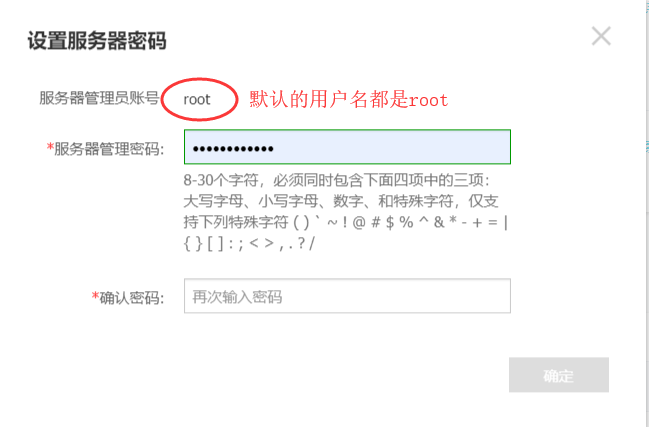 设置服务器密码
服务器管理员账号 root 默认的用户名都是root
*服务器管理密码: ••••••••••••
8-30个字符，必须同时包含下面四项中的三项：
大写字母、小写字母、数字、和特殊字符，仅支
持下列特殊字符 ( ) ` ~ ! @ # $ % ^ & * - + = |
{ } [ ] : ; < > , . ? /
*确认密码: 再次输入密码
确定